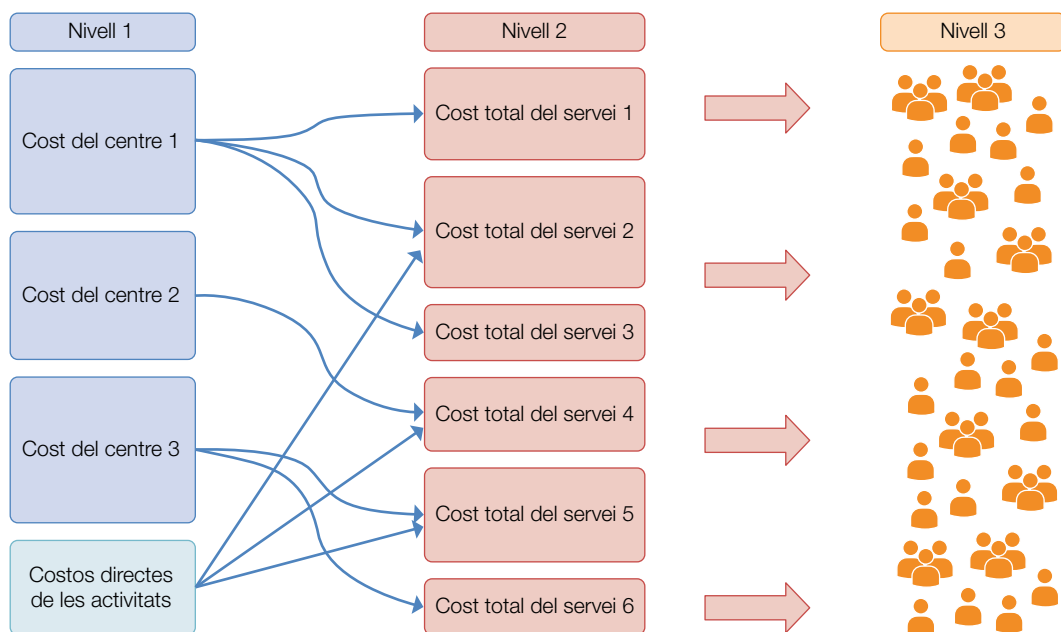 Nivell 1
Nivell 2
Nivell 3
Cost del centre 1
Cost del centre 2
Cost del centre 3
Costos directes
de les activitats
Cost total del servei 1
Cost total del servei 2
Cost total del servei 3
Cost total del servei 4
Cost total del servei 5
Cost total del servei 6